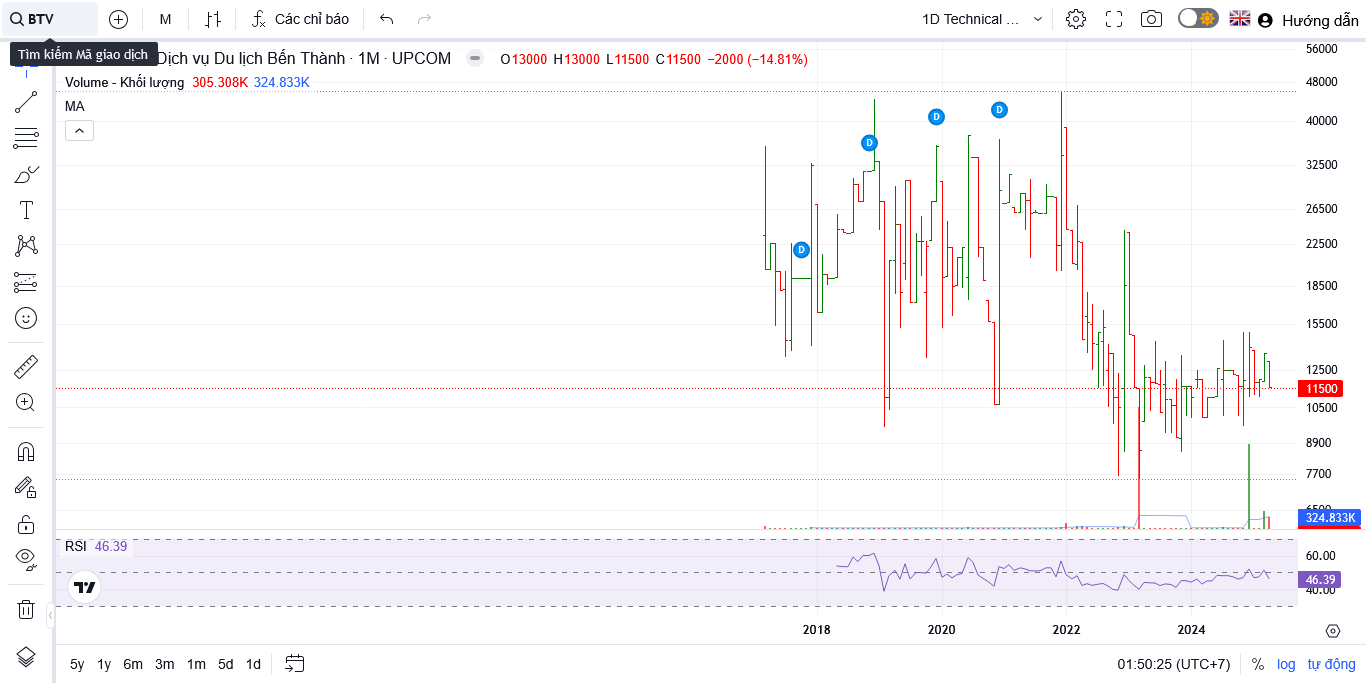 BTV
M
Các chỉ báo
1D Technical ...
Hướng dẫn
Tìm kiếm Mã giao dịch
Dịch vụ Du lịch Bến Thành · 1M · UPCOM
O13000 H13000 L11500 C11500 −2000 (−14.81%)
Volume - Khối lượng 305.308K 324.833K
MA
D
D
D
D
56000
48000
40000
32500
26500
22500
18500
15500
12500
11500
10500
8900
7700
6500
324.833K
RSI 46.39
60.00
46.39
40.00
2018
2020
2022
2024
5y 1y 6m 3m 1m 5d 1d
01:50:25 (UTC+7)
%
log
tự động